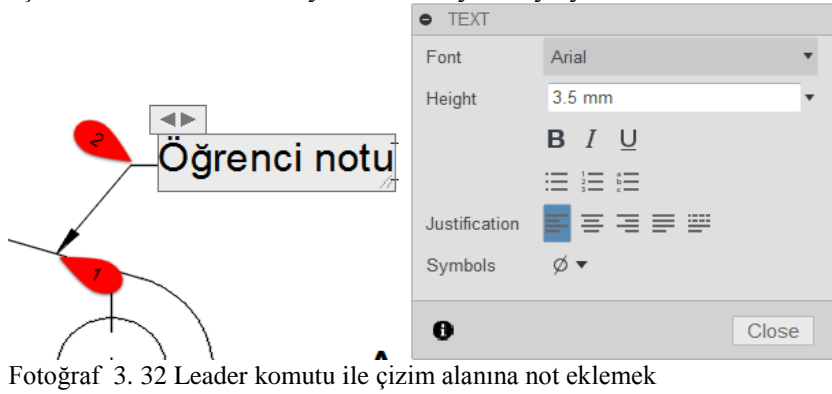 TEXT
Font Arial
Height 3.5 mm
B I U
Justification
Symbols Ø
Close
2
Öğrenci notu
1
Fotoğraf 3. 32 Leader komutu ile çizim alanına not eklemek